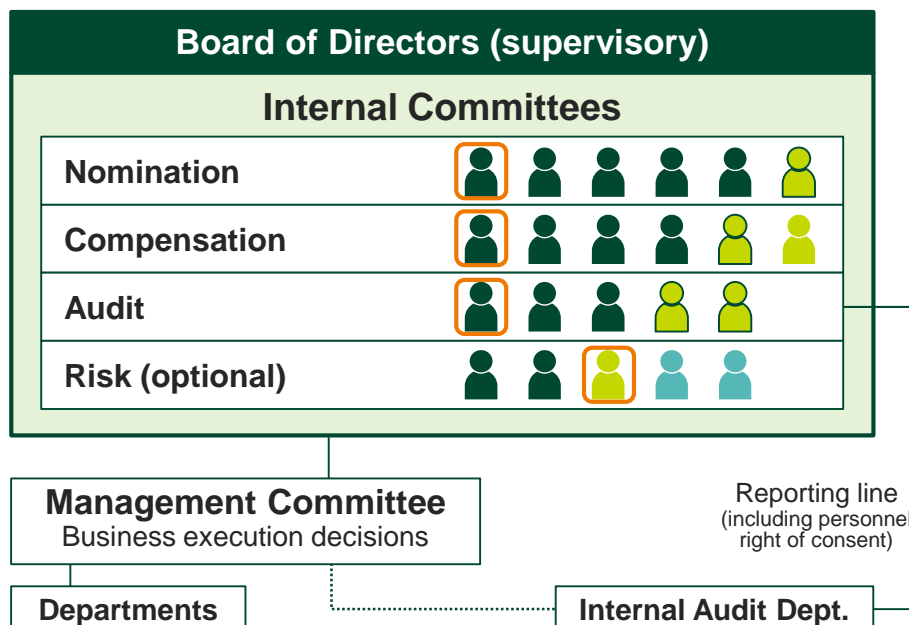 Board of Directors (supervisory)
Internal Committees
Nomination
Compensation
Audit
Risk (optional)
Management Committee
Business execution decisions
Reporting line
(including personnel
right of consent)
Departments
Internal Audit Dept.